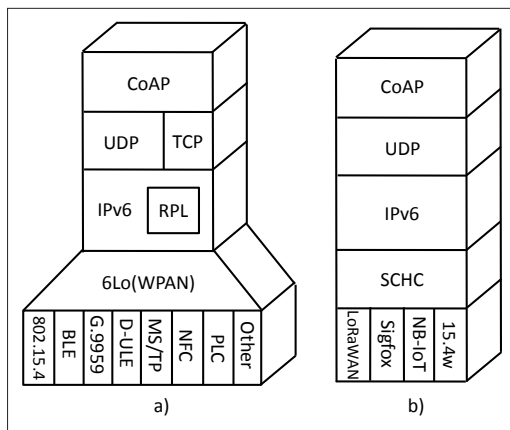 CoAP
UDP TCP
IPv6 RPL
6Lo(WPAN)
802.15.4
BLE
G.9959
D-ULE
MS/TP
NFC
PLC
Other
a)
CoAP
UDP
IPv6
SCHC
LoRaWAN
Sigfox
NB-IoT
15.4w
b)